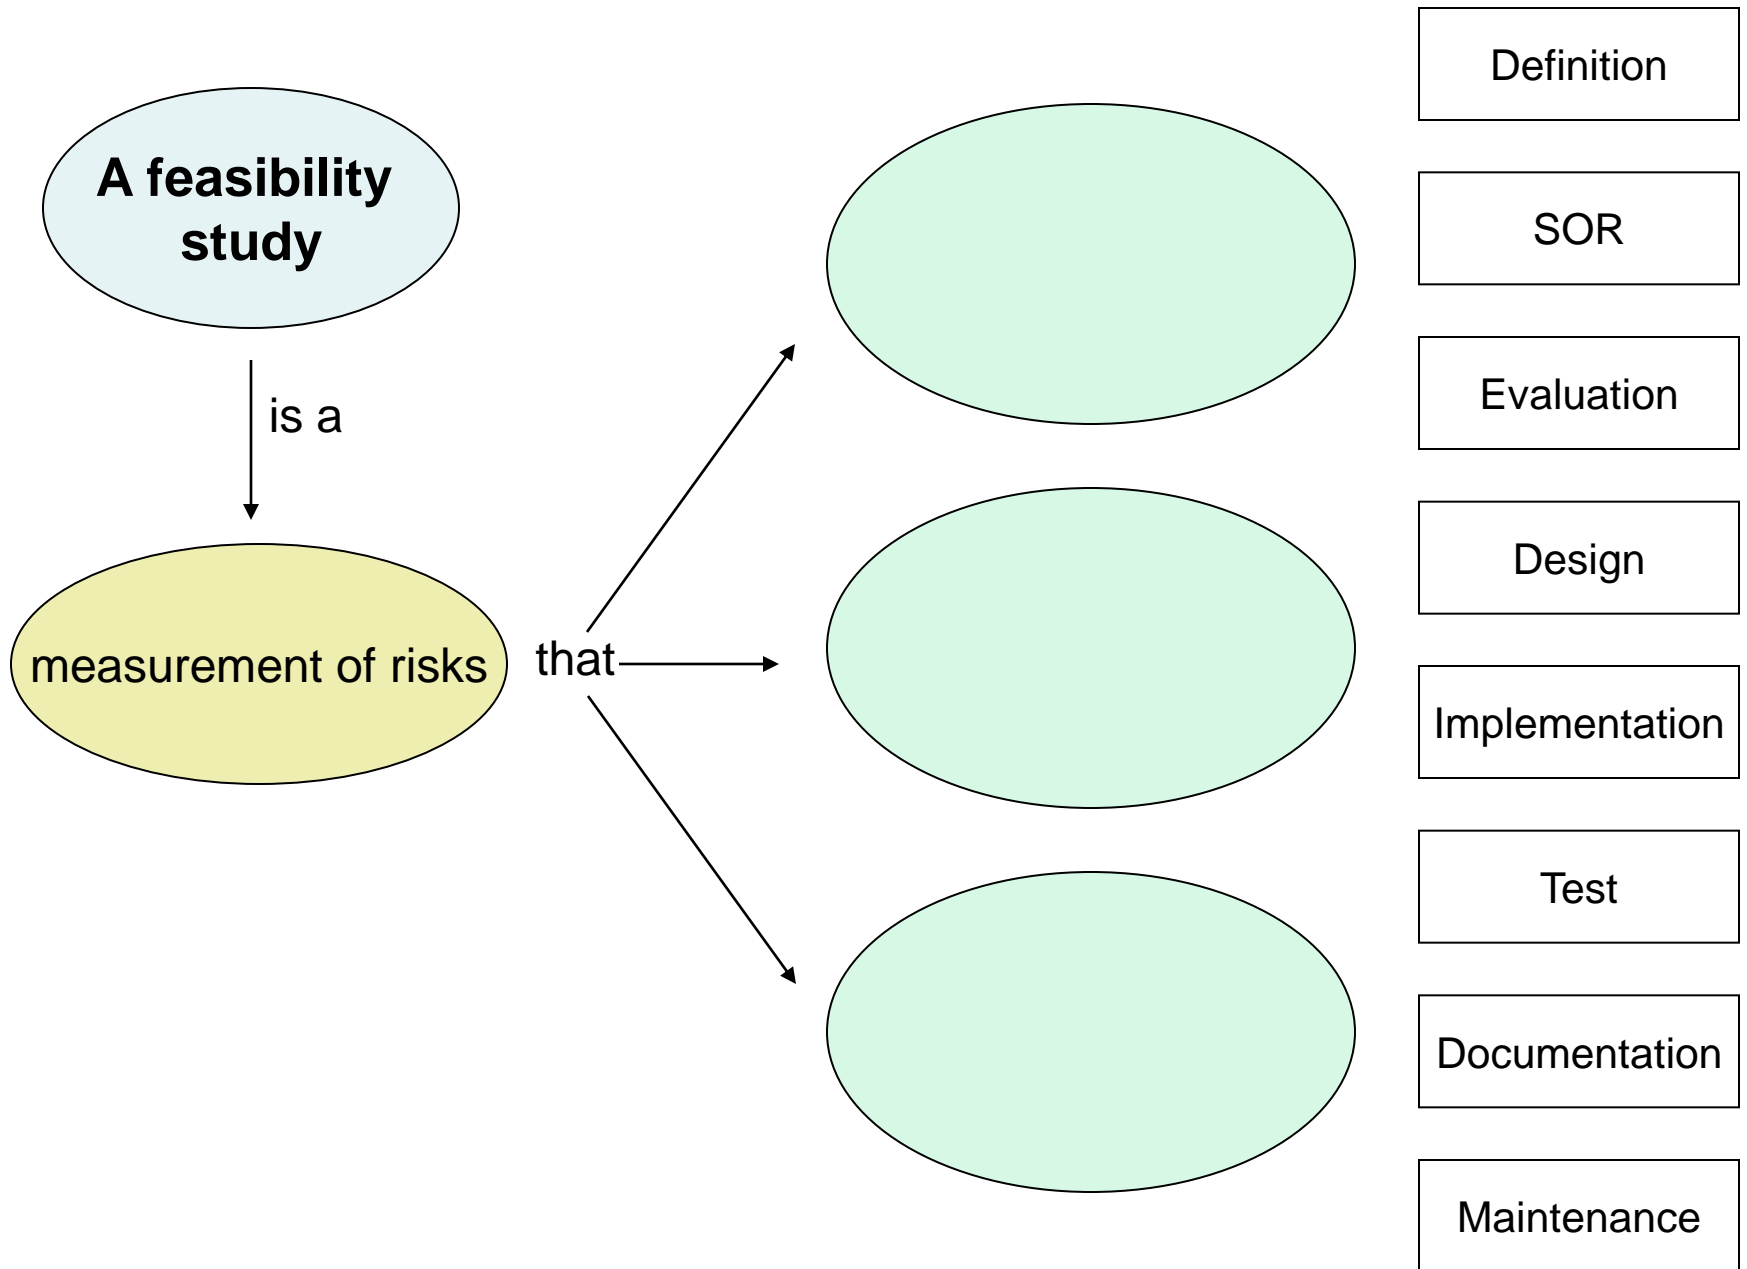 A feasibility
study
is a
measurement of risks
that
Definition
SOR
Evaluation
Design
Implementation
Test
Documentation
Maintenance